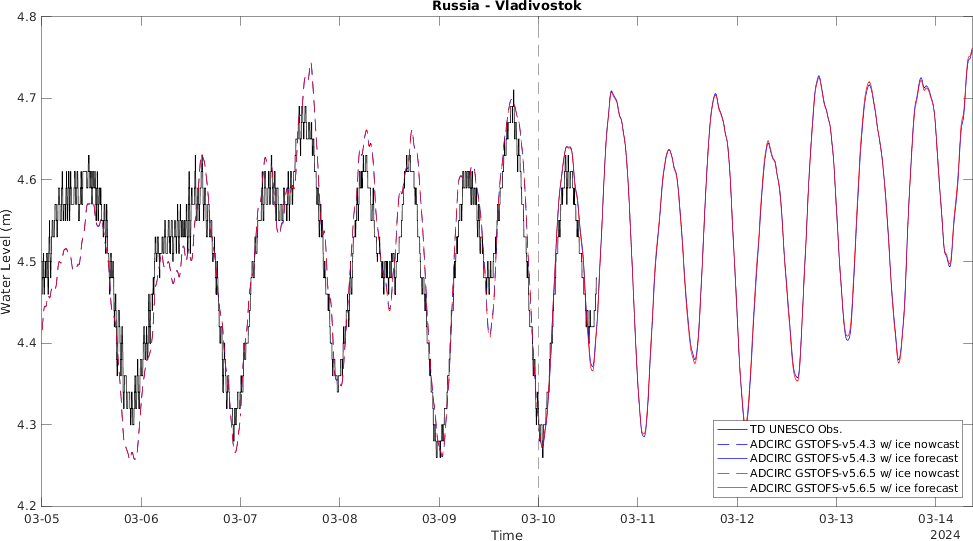 Russia - Vladivostok
4.8
4.7
4.6
4.5
4.4
4.3
4.2
Water Level (m)
TD UNESCO Obs.
ADCIRC GSTOFS-v5.4.3 w/ ice nowcast
ADCIRC GSTOFS-v5.4.3 w/ ice forecast
ADCIRC GSTOFS-v5.6.5 w/ ice nowcast
ADCIRC GSTOFS-v5.6.5 w/ ice forecast
03-05 03-06 03-07 03-08 03-09 03-10 03-11 03-12 03-13 03-14
2024
Time